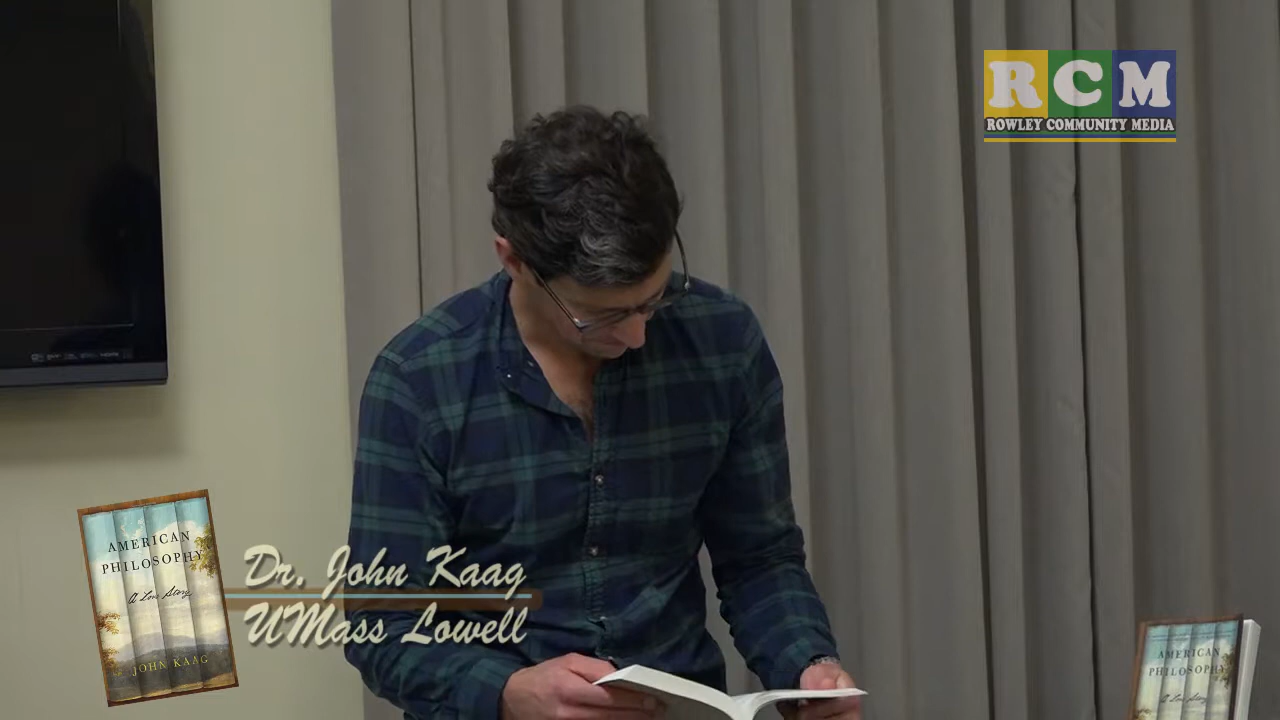 RCM
ROWLEY COMMUNITY MEDIA
AMERICAN
PHILOSOPHY
A Love Story
JOHN KAAG
Dr. John Kaag
UMass Lowell
AMERICAN
PHILOSOPHY
A Love Story